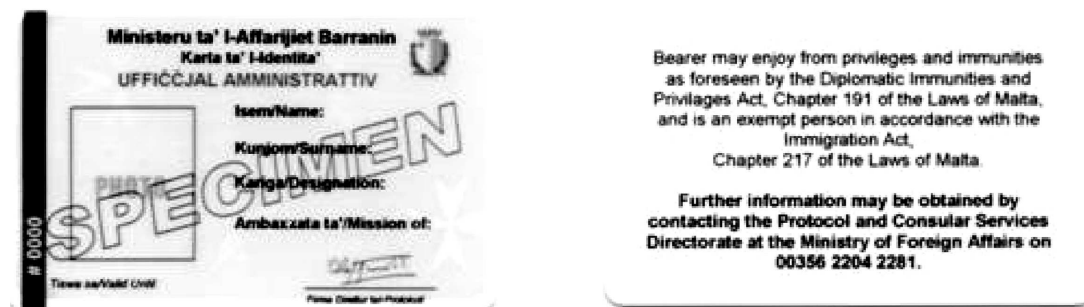 Ministeru ta' l-Affarijiet Barranin
Karta ta' l-Identita'
UFFIĊĊJAL AMMINISTRATTIV
Isem/Name:
Kunjom/Surname:
PHOTO
Kariga/Designation:
Ambaxxata ta'/Mission of:
SPECIMEN
# 0000
Tiswa sa/Valid Until
Firma Direttur tal-Protokoll
Bearer may enjoy from privileges and immunities
as foreseen by the Diplomatic Immunities and
Privilages Act, Chapter 191 of the Laws of Malta,
and is an exempt person in accordance with the
Immigration Act,
Chapter 217 of the Laws of Malta.
Further information may be obtained by
contacting the Protocol and Consular Services
Directorate at the Ministry of Foreign Affairs on
00356 2204 2281.